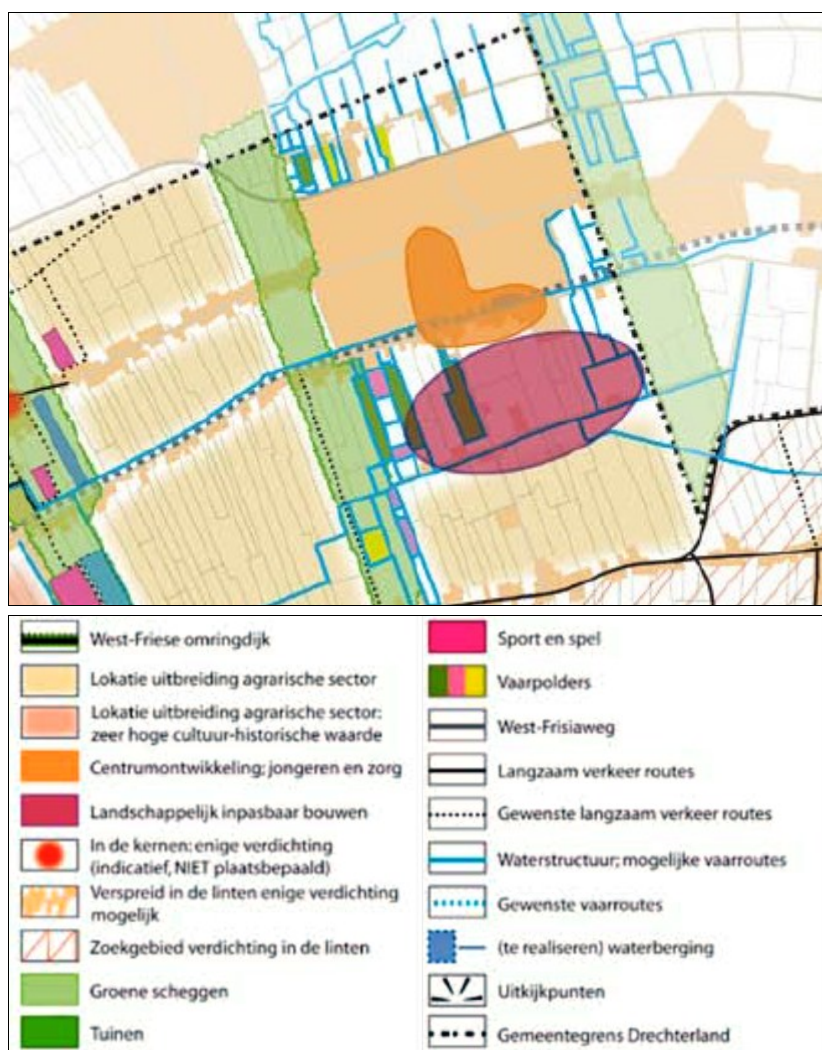 West-Friese omringdijk
Lokatie uitbreiding agrarische sector
Lokatie uitbreiding agrarische sector:
zeer hoge cultuur-historische waarde
Centrumontwikkeling; jongeren en zorg
Landschappelijk inpasbaar bouwen
In de kernen: enige verdichting
(indicatief, NIET plaatsbepaald)
Verspreid in de linten enige verdichting
mogelijk
Zoekgebied verdichting in de linten
Groene scheggen
Tuinen
Sport en spel
Vaarpolders
West-Frisiaweg
Langzaam verkeer routes
Gewenste langzaam verkeer routes
Waterstructuur; mogelijke vaarroutes
Gewenste vaarroutes
(te realiseren) waterberging
Uitkijkpunten
Gemeentegrens Drechterland